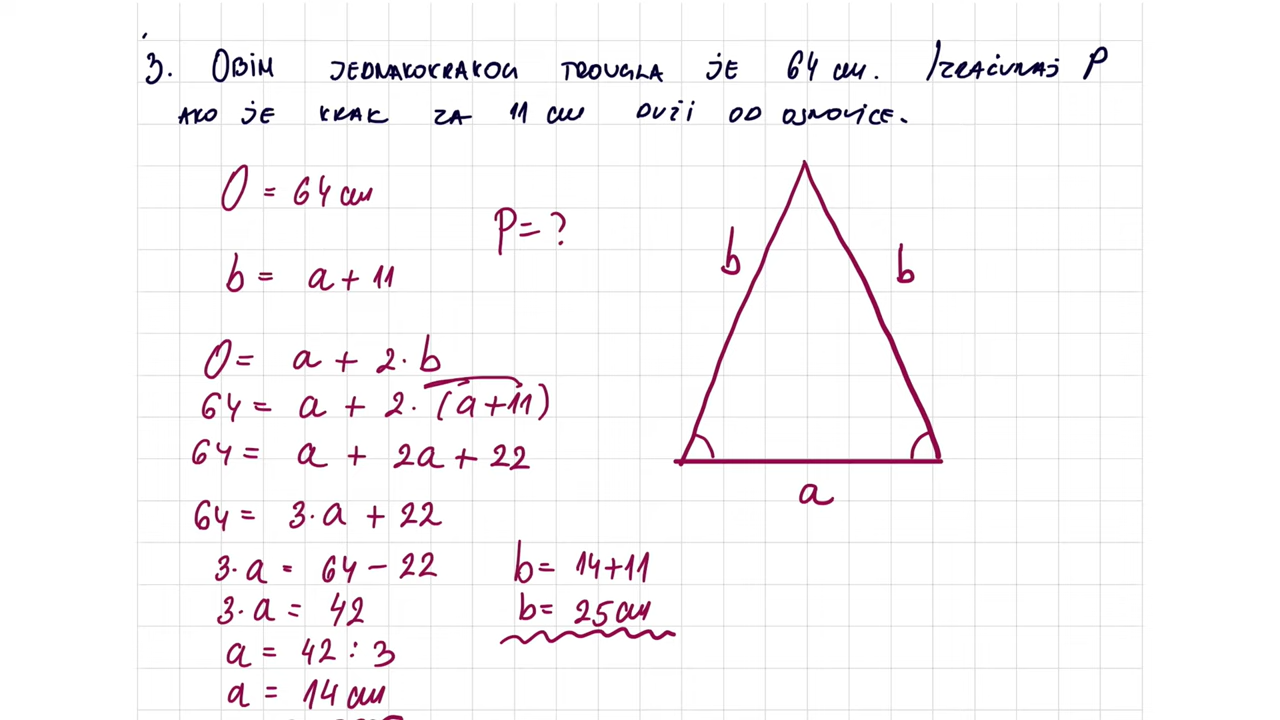 3. OBIM JEDNAKOKRAKOG TROUGLA JE 64 cm. IZRAČUNAJ P
AKO JE KRAK ZA 11 cm DUŽI OD OSNOVICE.
O = 64 cm
P = ?
b = a + 11
b
b
O = a + 2 · b
64 = a + 2 · (a + 11)
64 = a + 2a + 22
a
64 = 3 · a + 22
3 · a = 64 - 22
b = 14 + 11
3 · a = 42
b = 25 cm
a = 42 : 3
a = 14 cm